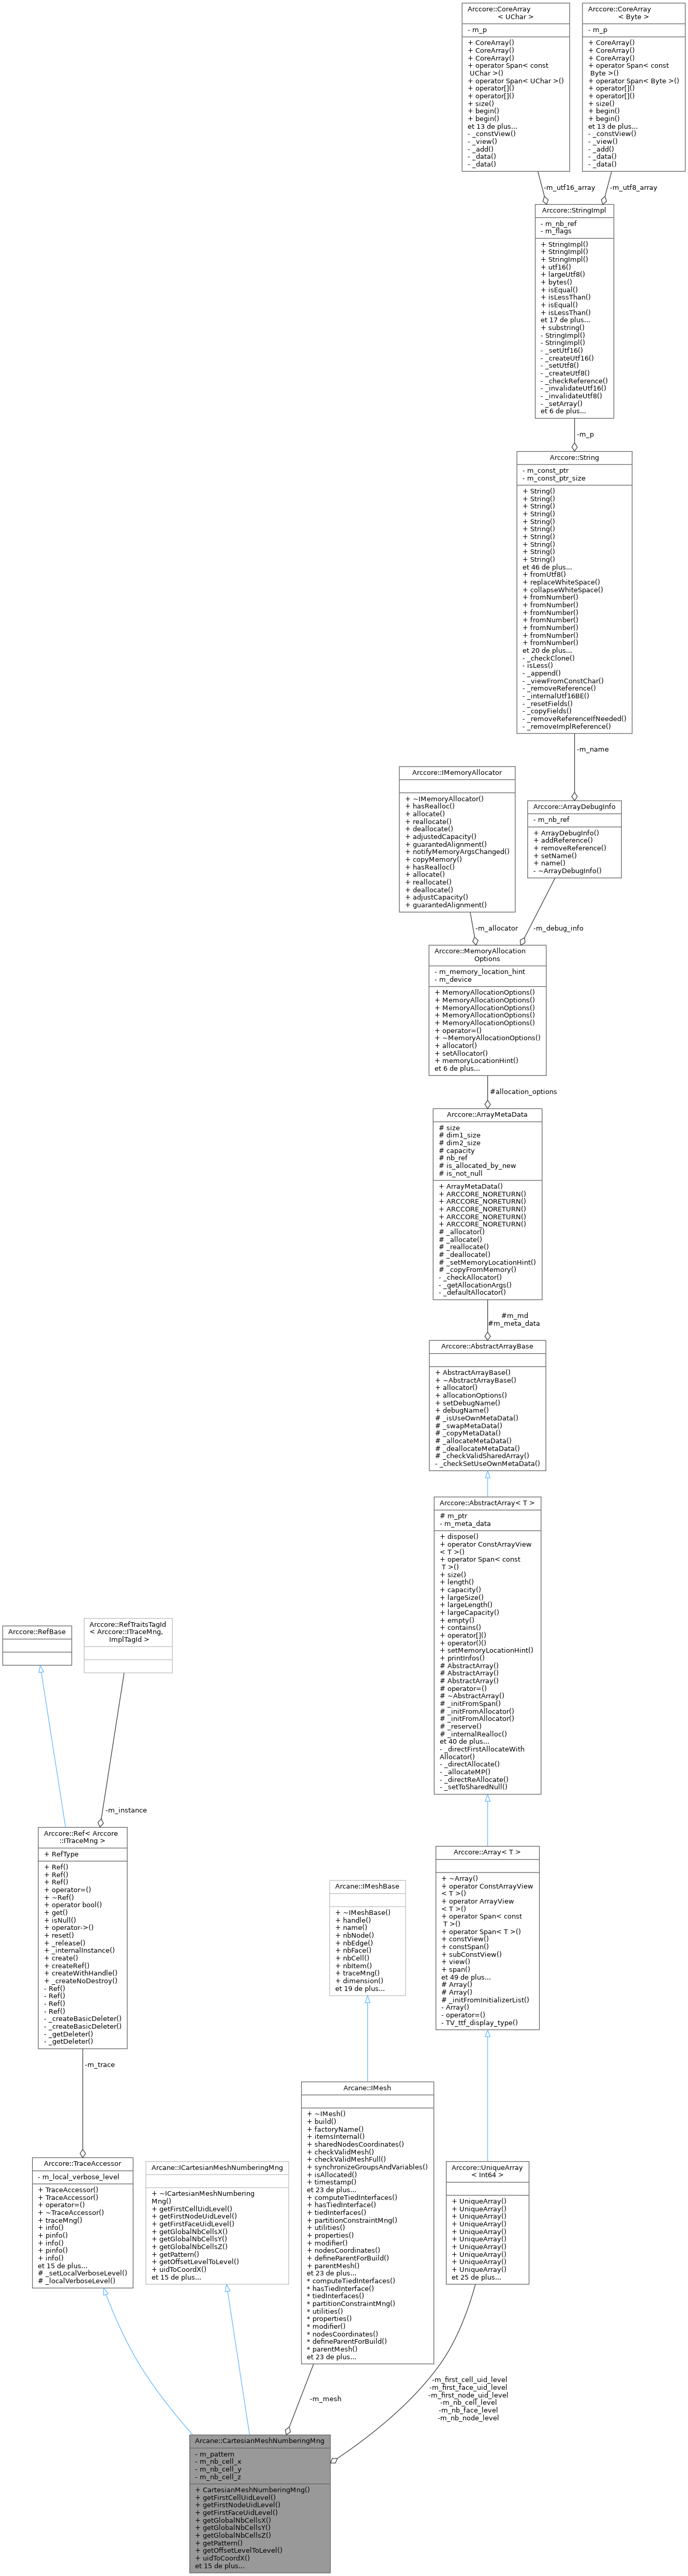 Arccore::CoreArray
< UChar >
- m_p
+ CoreArray()
+ CoreArray()
+ CoreArray()
+ operator Span< const
UChar >()
+ operator Span< UChar >()
+ operator[]()
+ operator[]()
+ size()
+ begin()
+ begin()
et 13 de plus...
- _constView()
- _view()
- _add()
- _data()
- _data()
Arccore::CoreArray
< Byte >
- m_p
+ CoreArray()
+ CoreArray()
+ CoreArray()
+ operator Span< const
Byte >()
+ operator Span< Byte >()
+ operator[]()
+ operator[]()
+ size()
+ begin()
+ begin()
et 13 de plus...
- _constView()
- _view()
- _add()
- _data()
- _data()
-m_utf16_array
-m_utf8_array
Arccore::StringImpl
- m_nb_ref
- m_flags
+ StringImpl()
+ StringImpl()
+ StringImpl()
+ utf16()
+ largeUtf8()
+ bytes()
+ isEqual()
+ isLessThan()
+ isEqual()
+ isLessThan()
et 17 de plus...
+ substring()
- StringImpl()
- StringImpl()
- _setUtf16()
- _createUtf16()
- _setUtf8()
- _createUtf8()
- _checkReference()
- _invalidateUtf16()
- _invalidateUtf8()
- _setArray()
et 6 de plus...
-m_p
Arccore::String
- m_const_ptr
- m_const_ptr_size
+ String()
+ String()
+ String()
+ String()
+ String()
+ String()
+ String()
+ String()
+ String()
+ String()
et 46 de plus...
+ fromUtf8()
+ replaceWhiteSpace()
+ collapseWhiteSpace()
+ fromNumber()
+ fromNumber()
+ fromNumber()
+ fromNumber()
+ fromNumber()
+ fromNumber()
+ fromNumber()
et 20 de plus...
- _checkClone()
- isLess()
- _append()
- _viewFromConstChar()
- _removeReference()
- _internalUtf16BE()
- _resetFields()
- _copyFields()
- _removeReferenceIfNeeded()
- _removeImplReference()
-m_name
Arccore::IMemoryAllocator
+ ~IMemoryAllocator()
+ hasRealloc()
+ allocate()
+ reallocate()
+ deallocate()
+ adjustedCapacity()
+ guarantedAlignment()
+ notifyMemoryArgsChanged()
+ copyMemory()
+ hasRealloc()
+ allocate()
+ reallocate()
+ deallocate()
+ adjustCapacity()
+ guarantedAlignment()
Arccore::ArrayDebugInfo
- m_nb_ref
+ ArrayDebugInfo()
+ addReference()
+ removeReference()
+ setName()
+ name()
- ~ArrayDebugInfo()
-m_allocator
-m_debug_info
Arccore::MemoryAllocation
Options
- m_memory_location_hint
- m_device
+ MemoryAllocationOptions()
+ MemoryAllocationOptions()
+ MemoryAllocationOptions()
+ MemoryAllocationOptions()
+ MemoryAllocationOptions()
+ operator=()
+ ~MemoryAllocationOptions()
+ allocator()
+ setAllocator()
+ memoryLocationHint()
et 6 de plus...
#allocation_options
Arccore::ArrayMetaData
# size
# dim1_size
# dim2_size
# capacity
# nb_ref
# is_allocated_by_new
# is_not_null
+ ArrayMetaData()
+ ARCCORE_NORETURN()
+ ARCCORE_NORETURN()
+ ARCCORE_NORETURN()
+ ARCCORE_NORETURN()
+ ARCCORE_NORETURN()
# _allocator()
# _allocate()
# _reallocate()
# _deallocate()
# _setMemoryLocationHint()
# _copyFromMemory()
- _checkAllocator()
- _getAllocationArgs()
- _defaultAllocator()
#m_md
#m_meta_data
Arccore::AbstractArrayBase
+ AbstractArrayBase()
+ ~AbstractArrayBase()
+ allocator()
+ allocationOptions()
+ setDebugName()
+ debugName()
# _isUseOwnMetaData()
# _swapMetaData()
# _copyMetaData()
# _allocateMetaData()
# _deallocateMetaData()
# _checkValidSharedArray()
- _checkSetUseOwnMetaData()
Arccore::AbstractArray< T >
# m_ptr
- m_meta_data
+ dispose()
+ operator ConstArrayView
< T >()
+ operator Span< const
T >()
+ size()
+ length()
+ capacity()
+ largeSize()
+ largeLength()
+ largeCapacity()
+ empty()
+ contains()
+ operator[]()
+ operator()()
+ setMemoryLocationHint()
+ printInfos()
# AbstractArray()
# AbstractArray()
# AbstractArray()
# operator=()
# ~AbstractArray()
# _initFromSpan()
# _initFromAllocator()
# _initFromAllocator()
# _reserve()
# _internalRealloc()
et 40 de plus...
- _directFirstAllocateWith
Allocator()
- _directAllocate()
- _allocateMP()
- _directReAllocate()
- _setToSharedNull()
Arccore::RefBase
Arccore::RefTraitsTagId
< Arccore::ITraceMng,
ImplTagId >
-m_instance
Arccore::Ref< Arccore
::ITraceMng >
+ RefType
+ Ref()
+ Ref()
+ Ref()
+ operator=()
+ ~Ref()
+ operator bool()
+ get()
+ isNull()
+ operator->()
+ reset()
+ _release()
+ _internalInstance()
+ create()
+ createRef()
+ createWithHandle()
+ _createNoDestroy()
- Ref()
- Ref()
- Ref()
- Ref()
- _createBasicDeleter()
- _createBasicDeleter()
- _getDeleter()
- _getDeleter()
Arccore::Array< T >
+ ~Array()
+ operator ConstArrayView
< T >()
+ operator ArrayView
< T >()
+ operator Span< const
T >()
+ operator Span< T >()
+ constView()
+ constSpan()
+ subConstView()
+ view()
+ span()
et 49 de plus...
# Array()
# Array()
# _initFromInitializerList()
- Array()
- operator=()
- TV_ttf_display_type()
Arcane::IMeshBase
+ ~IMeshBase()
+ handle()
+ name()
+ nbNode()
+ nbEdge()
+ nbFace()
+ nbCell()
+ nbItem()
+ traceMng()
+ dimension()
et 19 de plus...
-m_trace
Arccore::TraceAccessor
- m_local_verbose_level
+ TraceAccessor()
+ TraceAccessor()
+ operator=()
+ ~TraceAccessor()
+ traceMng()
+ info()
+ pinfo()
+ info()
+ pinfo()
+ info()
et 15 de plus...
# _setLocalVerboseLevel()
# _localVerboseLevel()
Arcane::ICartesianMeshNumberingMng
+ ~ICartesianMeshNumbering
Mng()
+ getFirstCellUidLevel()
+ getFirstNodeUidLevel()
+ getFirstFaceUidLevel()
+ getGlobalNbCellsX()
+ getGlobalNbCellsY()
+ getGlobalNbCellsZ()
+ getPattern()
+ getOffsetLevelToLevel()
+ uidToCoordX()
et 15 de plus...
Arcane::IMesh
+ ~IMesh()
+ build()
+ factoryName()
+ itemsInternal()
+ sharedNodesCoordinates()
+ checkValidMesh()
+ checkValidMeshFull()
+ synchronizeGroupsAndVariables()
+ isAllocated()
+ timestamp()
et 23 de plus...
+ computeTiedInterfaces()
+ hasTiedInterface()
+ tiedInterfaces()
+ partitionConstraintMng()
+ utilities()
+ properties()
+ modifier()
+ nodesCoordinates()
+ defineParentForBuild()
+ parentMesh()
et 23 de plus...
* computeTiedInterfaces()
* hasTiedInterface()
* tiedInterfaces()
* partitionConstraintMng()
* utilities()
* properties()
* modifier()
* nodesCoordinates()
* defineParentForBuild()
* parentMesh()
et 23 de plus...
Arccore::UniqueArray
< Int64 >
+ UniqueArray()
+ UniqueArray()
+ UniqueArray()
+ UniqueArray()
+ UniqueArray()
+ UniqueArray()
+ UniqueArray()
+ UniqueArray()
+ UniqueArray()
+ UniqueArray()
et 25 de plus...
-m_mesh
-m_first_cell_uid_level
-m_first_face_uid_level
-m_first_node_uid_level
-m_nb_cell_level
-m_nb_face_level
-m_nb_node_level
Arcane::CartesianMeshNumberingMng
- m_pattern
- m_nb_cell_x
- m_nb_cell_y
- m_nb_cell_z
+ CartesianMeshNumberingMng()
+ getFirstCellUidLevel()
+ getFirstNodeUidLevel()
+ getFirstFaceUidLevel()
+ getGlobalNbCellsX()
+ getGlobalNbCellsY()
+ getGlobalNbCellsZ()
+ getPattern()
+ getOffsetLevelToLevel()
+ uidToCoordX()
et 15 de plus...